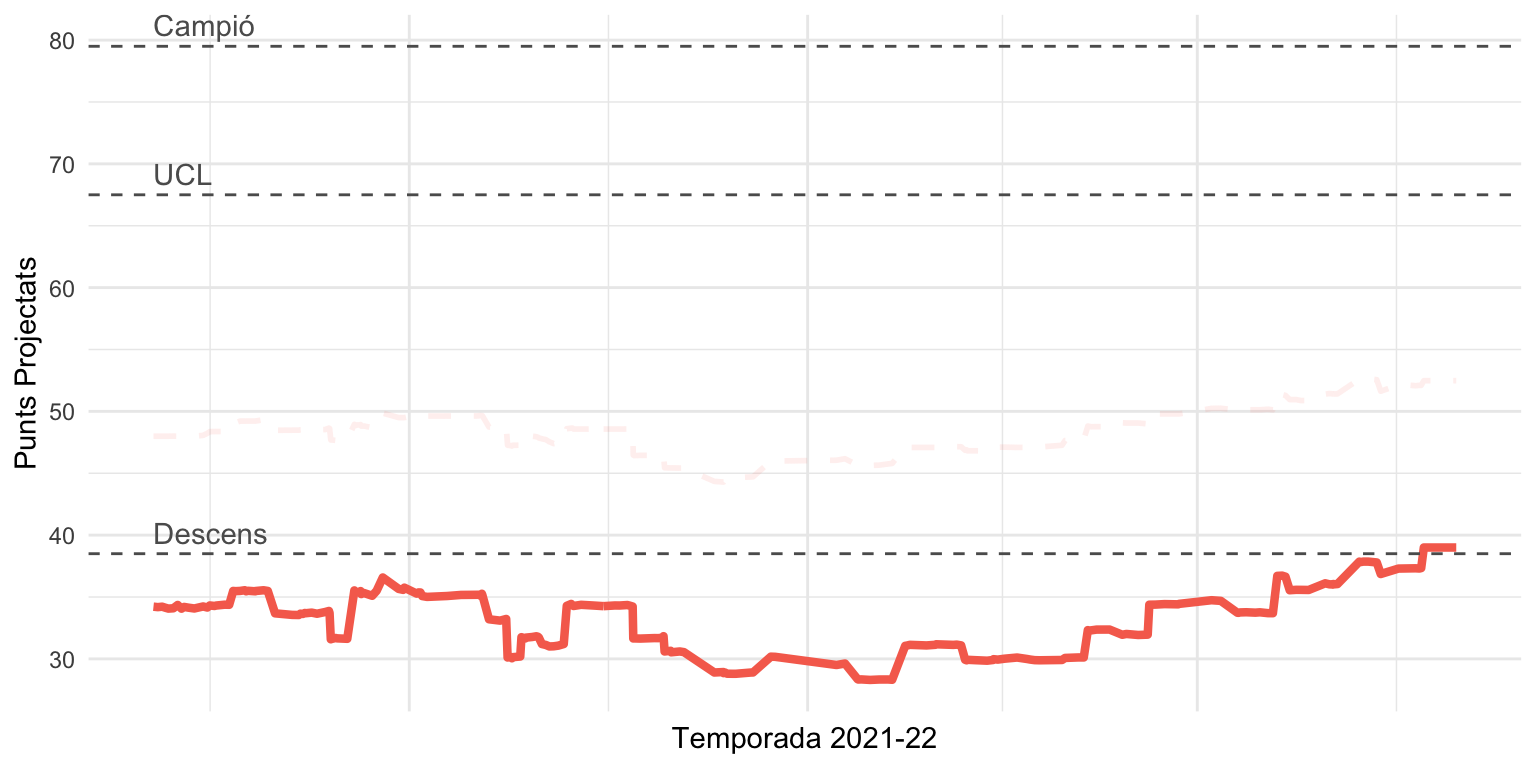 Campió
80
70
UCL
60
50
Descens
40
30
Punts Projectats
Temporada 2021-22